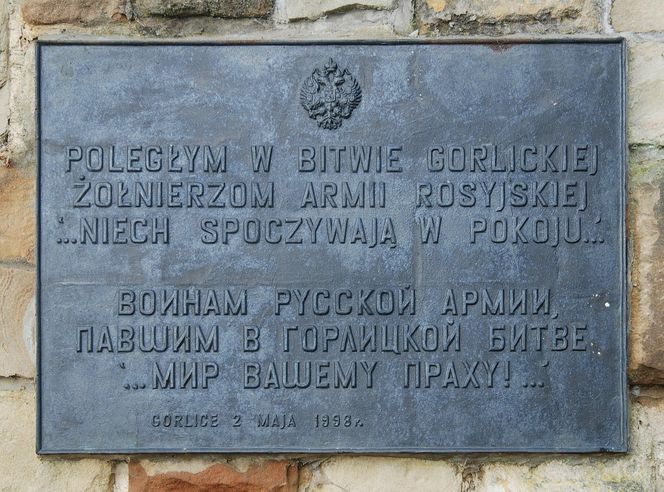 POLEGŁYM W BITWIE GORLICKIEJ
ŻOŁNIERZOM ARMII ROSYJSKIEJ
'...NIECH SPOCZYWAJĄ W POKOJU...'
ВОИНАМ РУССКОЙ АРМИИ,
ПАВШИМ В ГОРЛИЦКОЙ БИТВЕ
'...МИР ВАШЕМУ ПРАХУ!...'
GORLICE 2 MAJA 1998r.